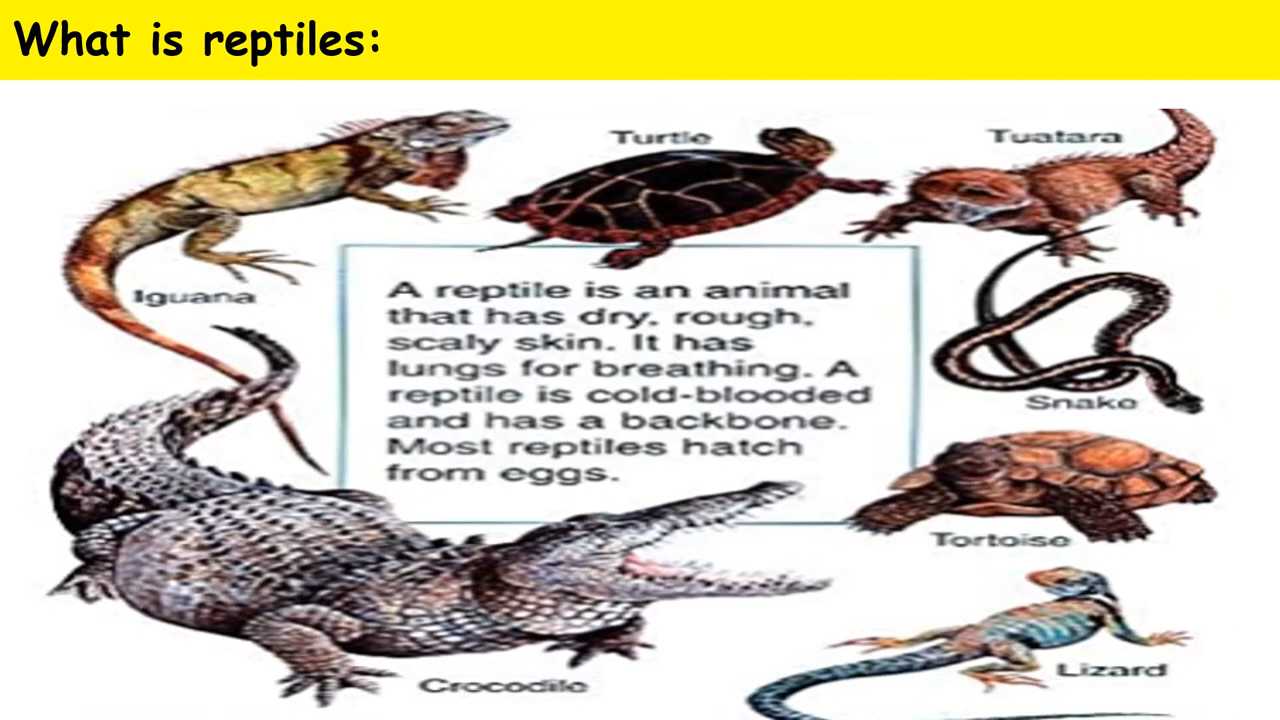 What is reptiles:
Turtle
Tuatara
Iguana
A reptile is an animal
that has dry, rough,
scaly skin. It has
lungs for breathing. A
reptile is cold-blooded
and has a backbone.
Most reptiles hatch
from eggs.
Snake
Tortoise
Lizard
Crocodile